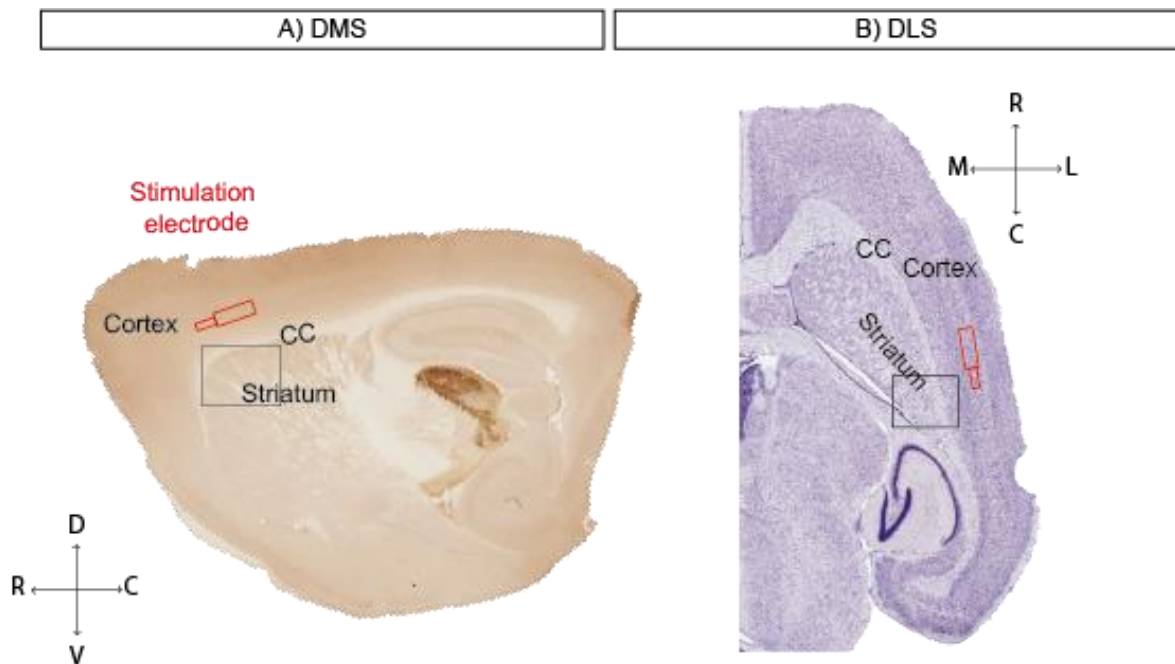 A) DMS
B) DLS
Stimulation
electrode
Cortex
CC
Striatum
D
R
C
V
R
M
L
C
CC
Cortex
Striatum